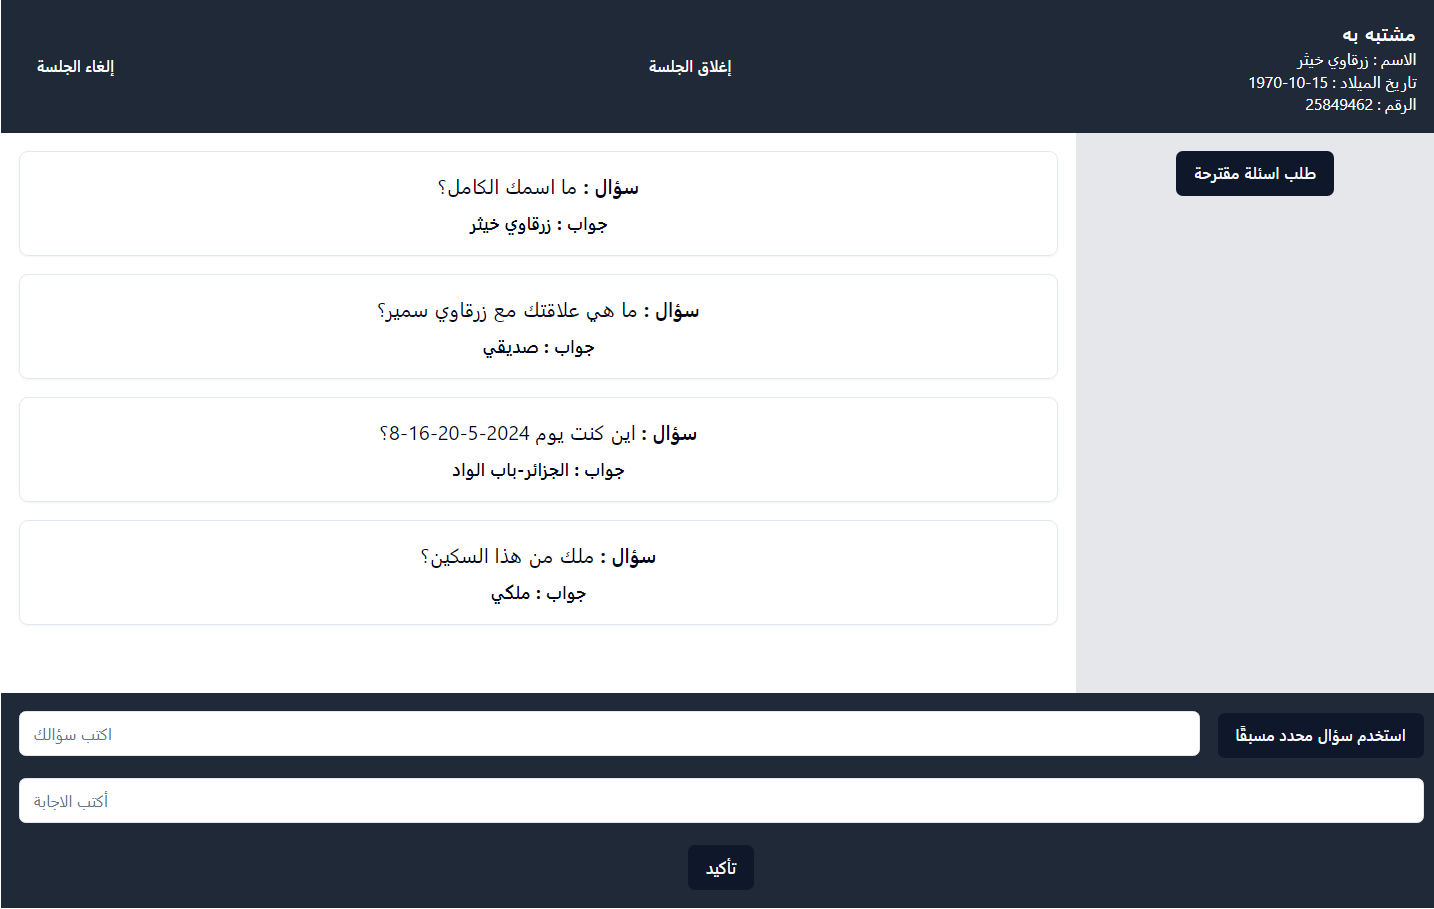 مشتبه به
الاسم : زرقاوي خيثر
تاريخ الميلاد : 15-10-1970
الرقم : 25849462
إغلاق الجلسة
إلغاء الجلسة
طلب اسئلة مقترحة
سؤال : ما اسمك الكامل؟
جواب : زرقاوي خيثر
سؤال : ما هي علاقتك مع زرقاوي سمير؟
جواب : صديقي
سؤال : اين كنت يوم 2024-5-20-16-8؟
جواب : الجزائر-باب الواد
سؤال : ملك من هذا السكين؟
جواب : ملكي
استخدم سؤال محدد مسبقًا
اكتب سؤالك
أكتب الاجابة
تأكيد